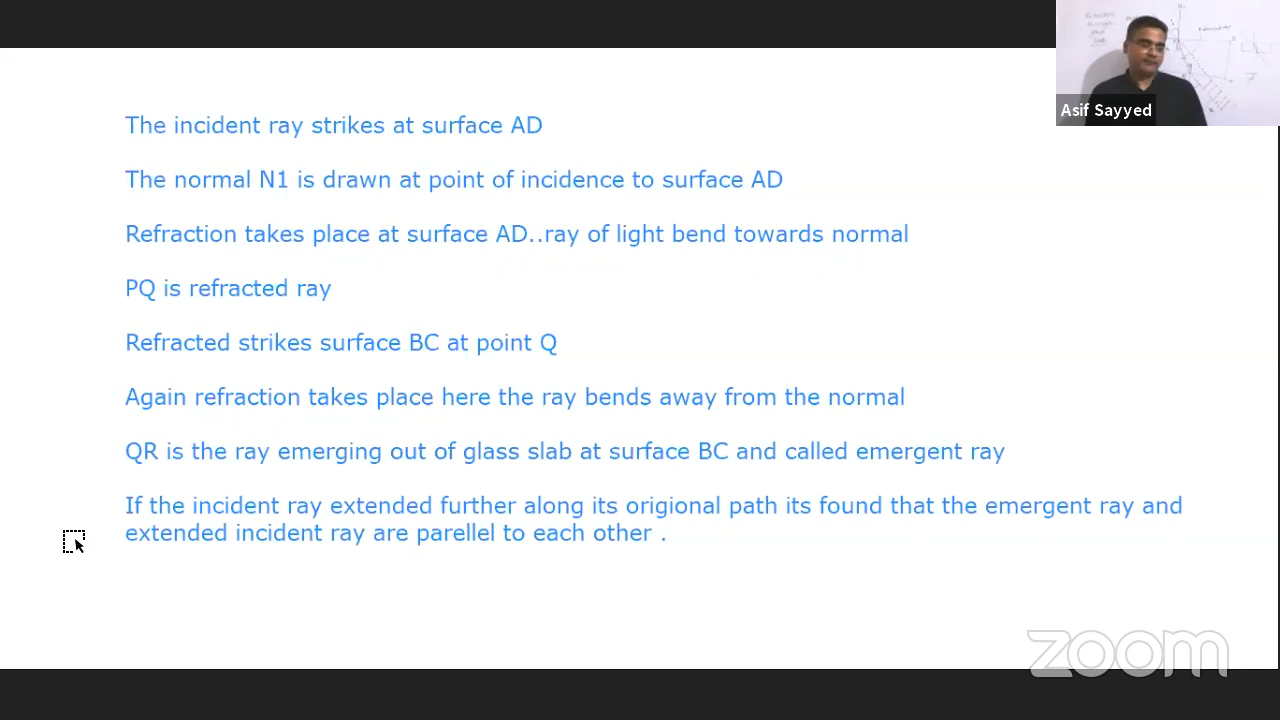 The incident ray strikes at surface AD
The normal N1 is drawn at point of incidence to surface AD
Refraction takes place at surface AD..ray of light bend towards normal
PQ is refracted ray
Refracted strikes surface BC at point Q
Again refraction takes place here the ray bends away from the normal
QR is the ray emerging out of glass slab at surface BC and called emergent ray
If the incident ray extended further along its origional path its found that the emergent ray and
extended incident ray are parellel to each other .
Asif Sayyed
zoom